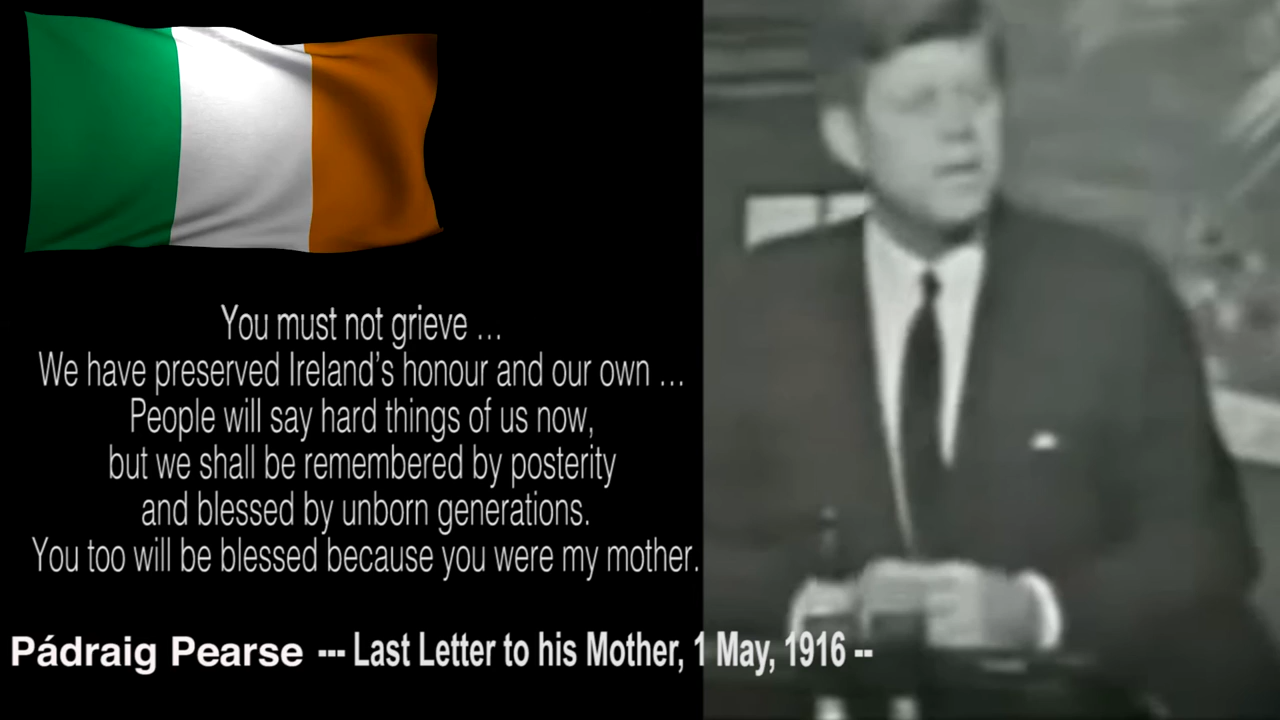 You must not grieve ...
We have preserved Ireland's honour and our own ...
People will say hard things of us now,
but we shall be remembered by posterity
and blessed by unborn generations.
You too will be blessed because you were my mother.
Pádraig Pearse --- Last Letter to his Mother, 1 May, 1916 --